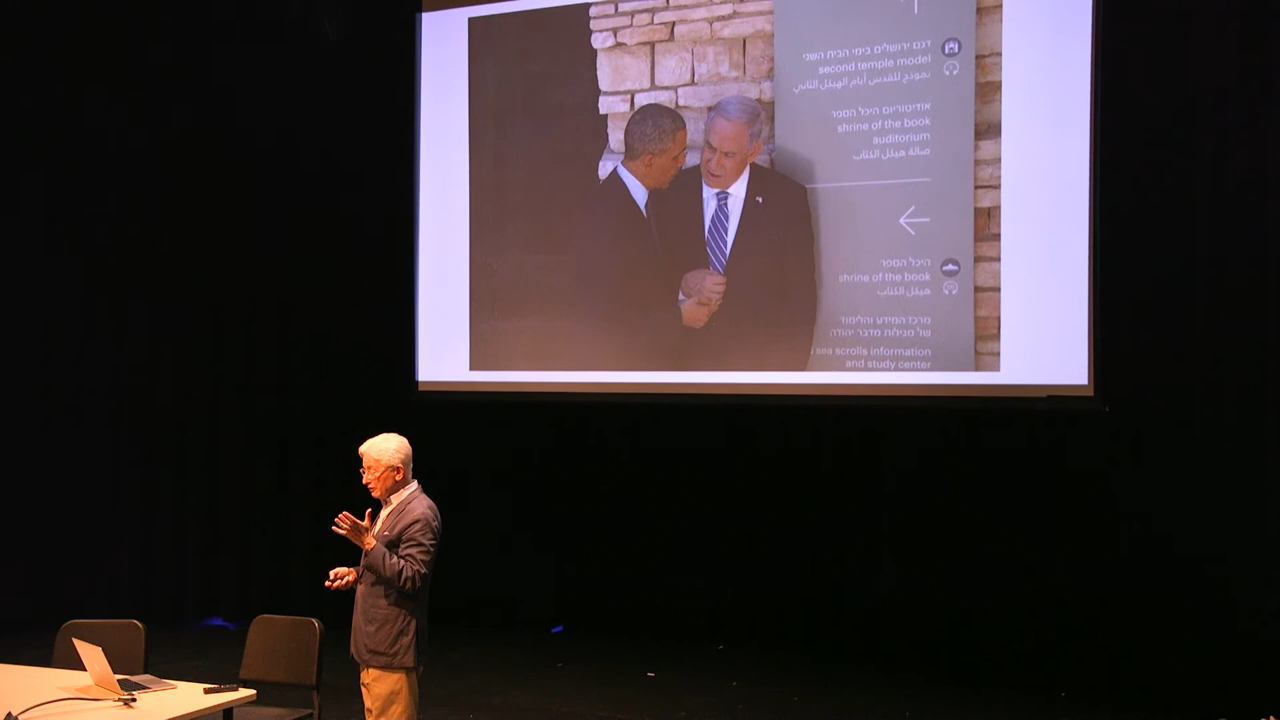 דגם ירושלים בימי הבית השני
second temple model
نموذج للقدس أيام الهيكل الثاني
אודיטוריום היכל הספר
shrine of the book
auditorium
صالة هيكل الكتاب
היכל הספר
shrine of the book
هيكل الكتاب
מרכז המידע והלימוד
של מגילות מדבר יהודה
sea scrolls information
and study center